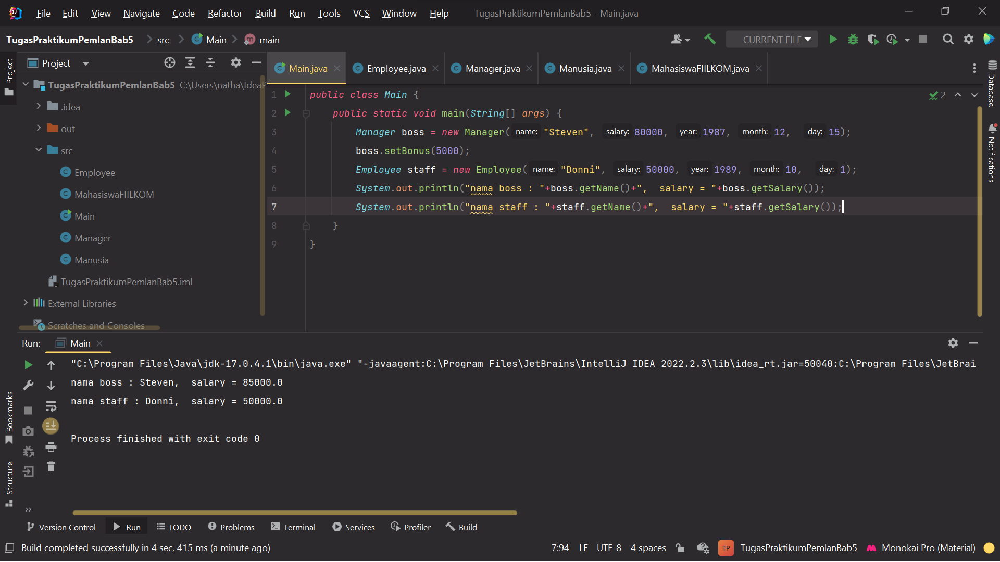 File Edit View Navigate Code Refactor Build Run Tools VCS Window Help TugasPraktikumPemlanBab5 - Main.java
TugasPraktikumPemlanBab5 src Main main CURRENT FILE
Project
Project
Main.java Employee.java Manager.java Manusia.java MahasiswaFIILKOM.java
TugasPraktikumPemlanBab5 C:\Users\natha\IdeaP
.idea
out
src
Employee
MahasiswaFIILKOM
Main
Manager
Manusia
TugasPraktikumPemlanBab5.iml
External Libraries
Scratches and Consoles
1 public class Main {
2 public static void main(String[] args) {
3 Manager boss = new Manager( name: "Steven", salary: 80000, year: 1987, month: 12, day: 15);
4 boss.setBonus(5000);
5 Employee staff = new Employee( name: "Donni", salary: 50000, year: 1989, month: 10, day: 1);
6 System.out.println("nama boss : "+boss.getName()+",  salary = "+boss.getSalary());
7 System.out.println("nama staff : "+staff.getName()+",  salary = "+staff.getSalary());
8 }
9 }
2
Database
Notifications
Run: Main
"C:\Program Files\Java\jdk-17.0.4.1\bin\java.exe" "-javaagent:C:\Program Files\JetBrains\IntelliJ IDEA 2022.2.3\lib\idea_rt.jar=50040:C:\Program Files\JetBrai
nama boss : Steven,  salary = 85000.0
nama staff : Donni,  salary = 50000.0
Process finished with exit code 0
Bookmarks
Structure
Version Control Run TODO Problems Terminal Services Profiler Build
Build completed successfully in 4 sec, 415 ms (a minute ago) 7:94 LF UTF-8 4 spaces TP TugasPraktikumPemlanBab5 Monokai Pro (Material)